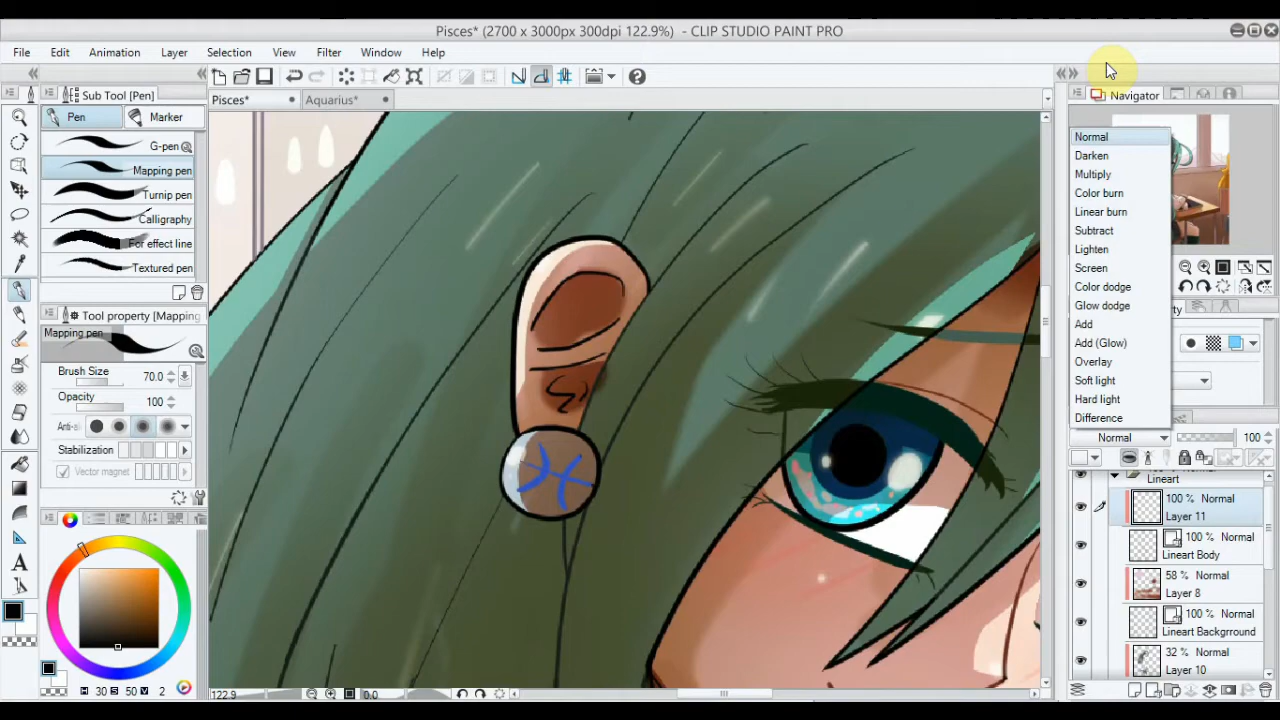 Pisces* (2700 x 3000px 300dpi 122.9%) - CLIP STUDIO PAINT PRO
File Edit Animation Layer Selection View Filter Window Help
Sub Tool [Pen]
Pen Marker
G-pen
Mapping pen
Turnip pen
Calligraphy
For effect line
Textured pen
Tool property [Mapping
Mapping pen
Brush Size 70.0
Opacity 100
Anti-
Stabilization
Vector magnet
H 30 S 50 V 2
Pisces* Aquarius*
122.9 0.0
Navigator
Normal
Darken
Multiply
Color burn
Linear burn
Subtract
Lighten
Screen
Color dodge
Glow dodge
Add
Add (Glow)
Overlay
Soft light
Hard light
Difference
Normal 100
Lineart
100 % Normal
Layer 11
100 % Normal
Lineart Body
58 % Normal
Layer 8
100 % Normal
Lineart Background
32 % Normal
Layer 10